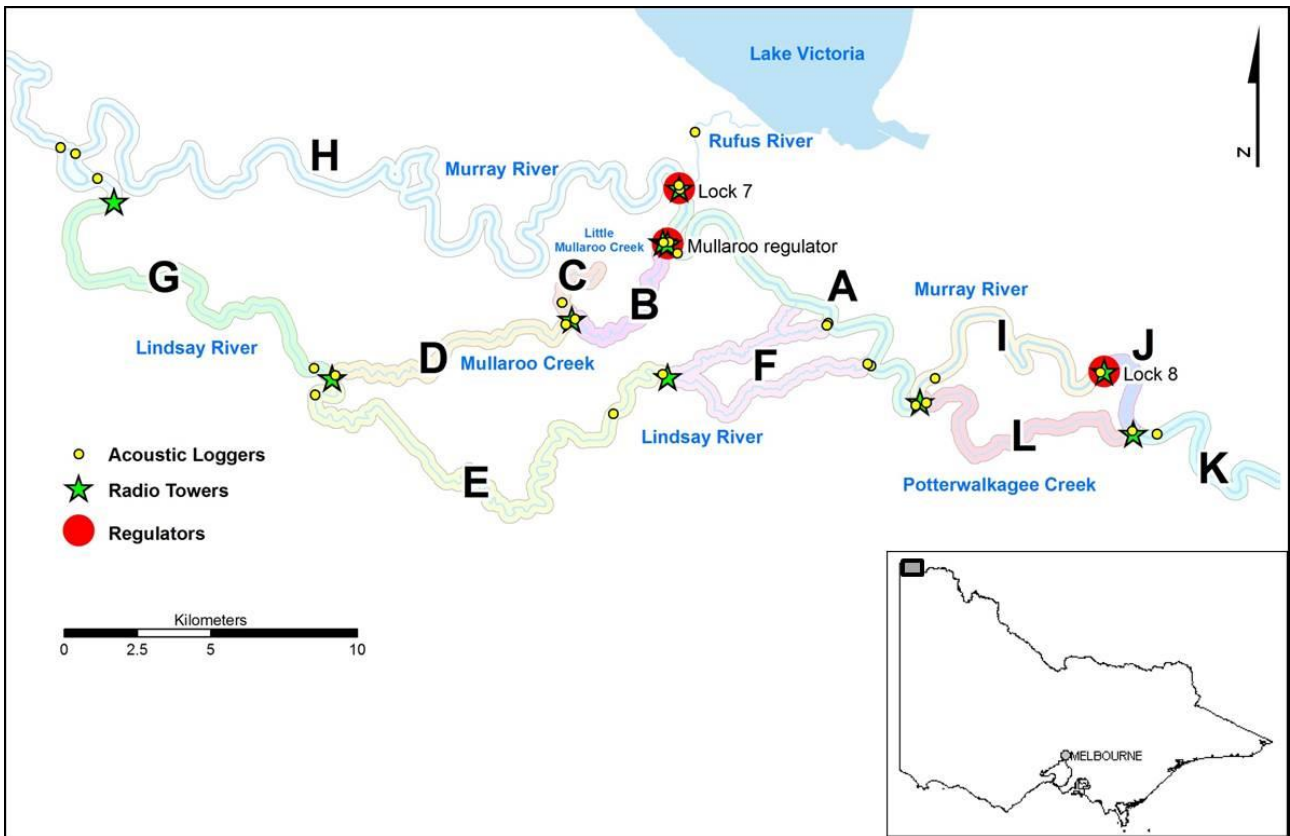 Lake Victoria
N
Rufus River
H
Murray River
Lock 7
Little
Mullaroo Creek
Mullaroo regulator
G
C
B
A
Murray River
I
J
Lock 8
Lindsay River
D
Mullaroo Creek
F
Lindsay River
L
K
Potterwalkagee Creek
E
Acoustic Loggers
Radio Towers
Regulators
Kilometers
0 2.5 5 10
MELBOURNE